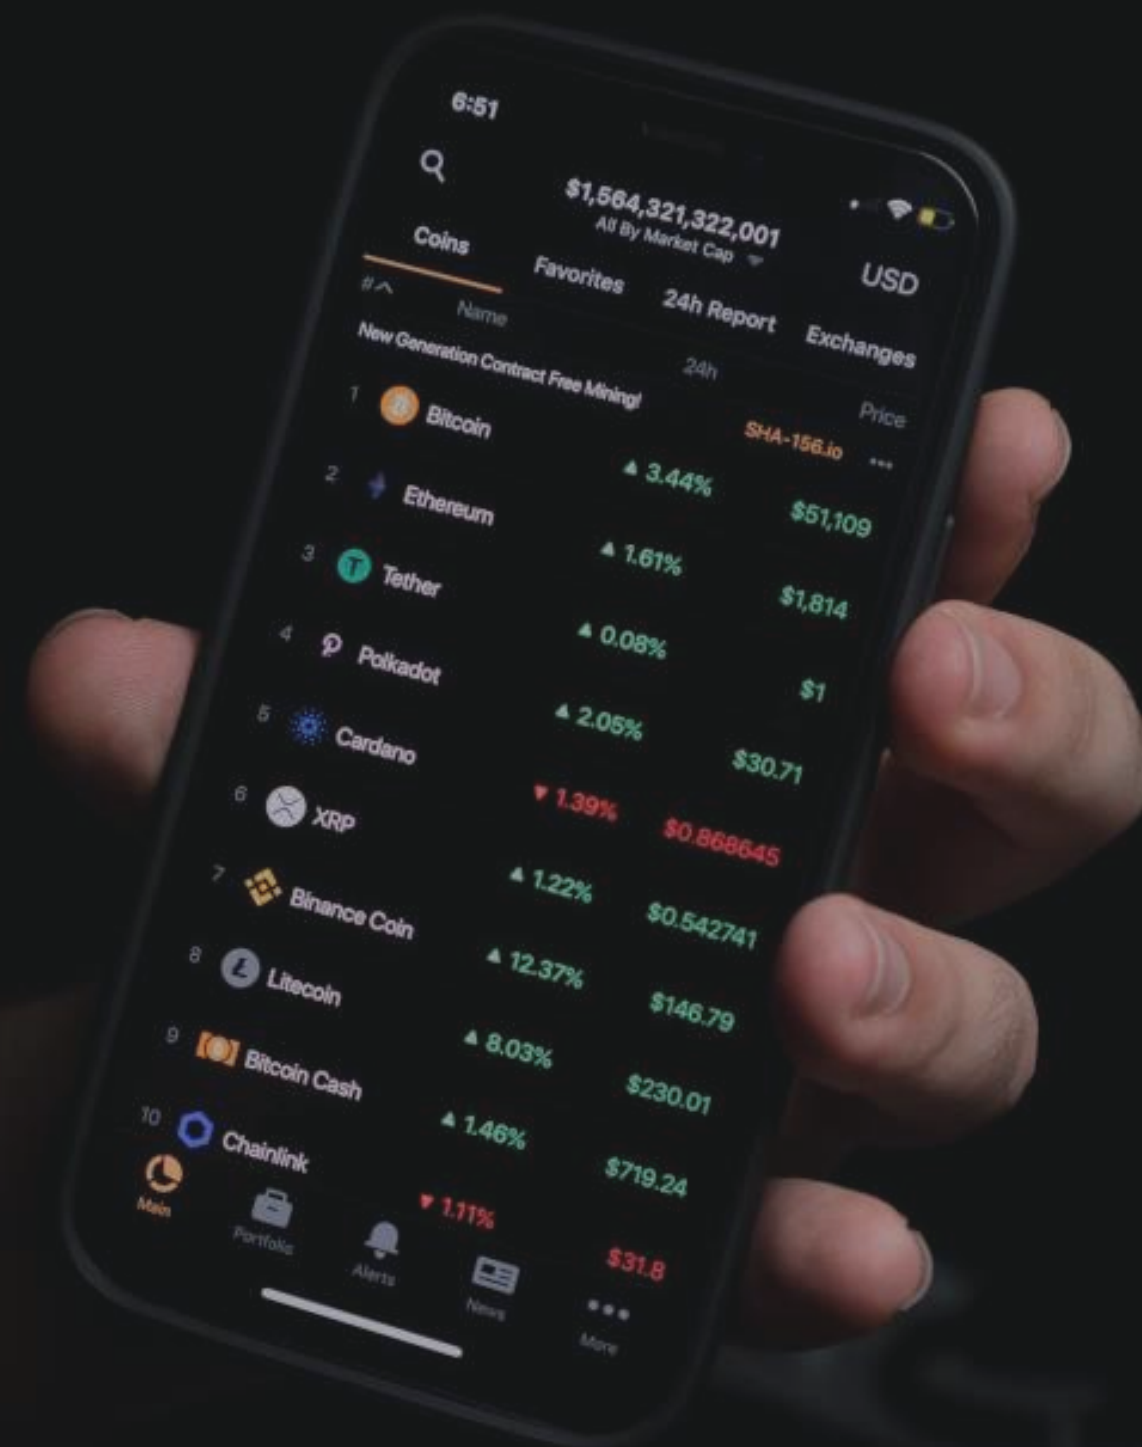 6:51
$1,564,321,322,001
All By Market Cap
USD
Coins Favorites 24h Report Exchanges
# Name 24h Price
New Generation Contract Free Mining! SHA-156.io
1 Bitcoin 3.44% $51,109
2 Ethereum 1.61% $1,814
3 Tether 0.08% $1
4 Polkadot 2.05% $30.71
5 Cardano 1.39% $0.868645
6 XRP 1.22% $0.542741
7 Binance Coin 12.37% $146.79
8 Litecoin 8.03% $230.01
9 Bitcoin Cash 1.46% $719.24
10 Chainlink 1.11% $31.8
Main Portfolio Alerts News More